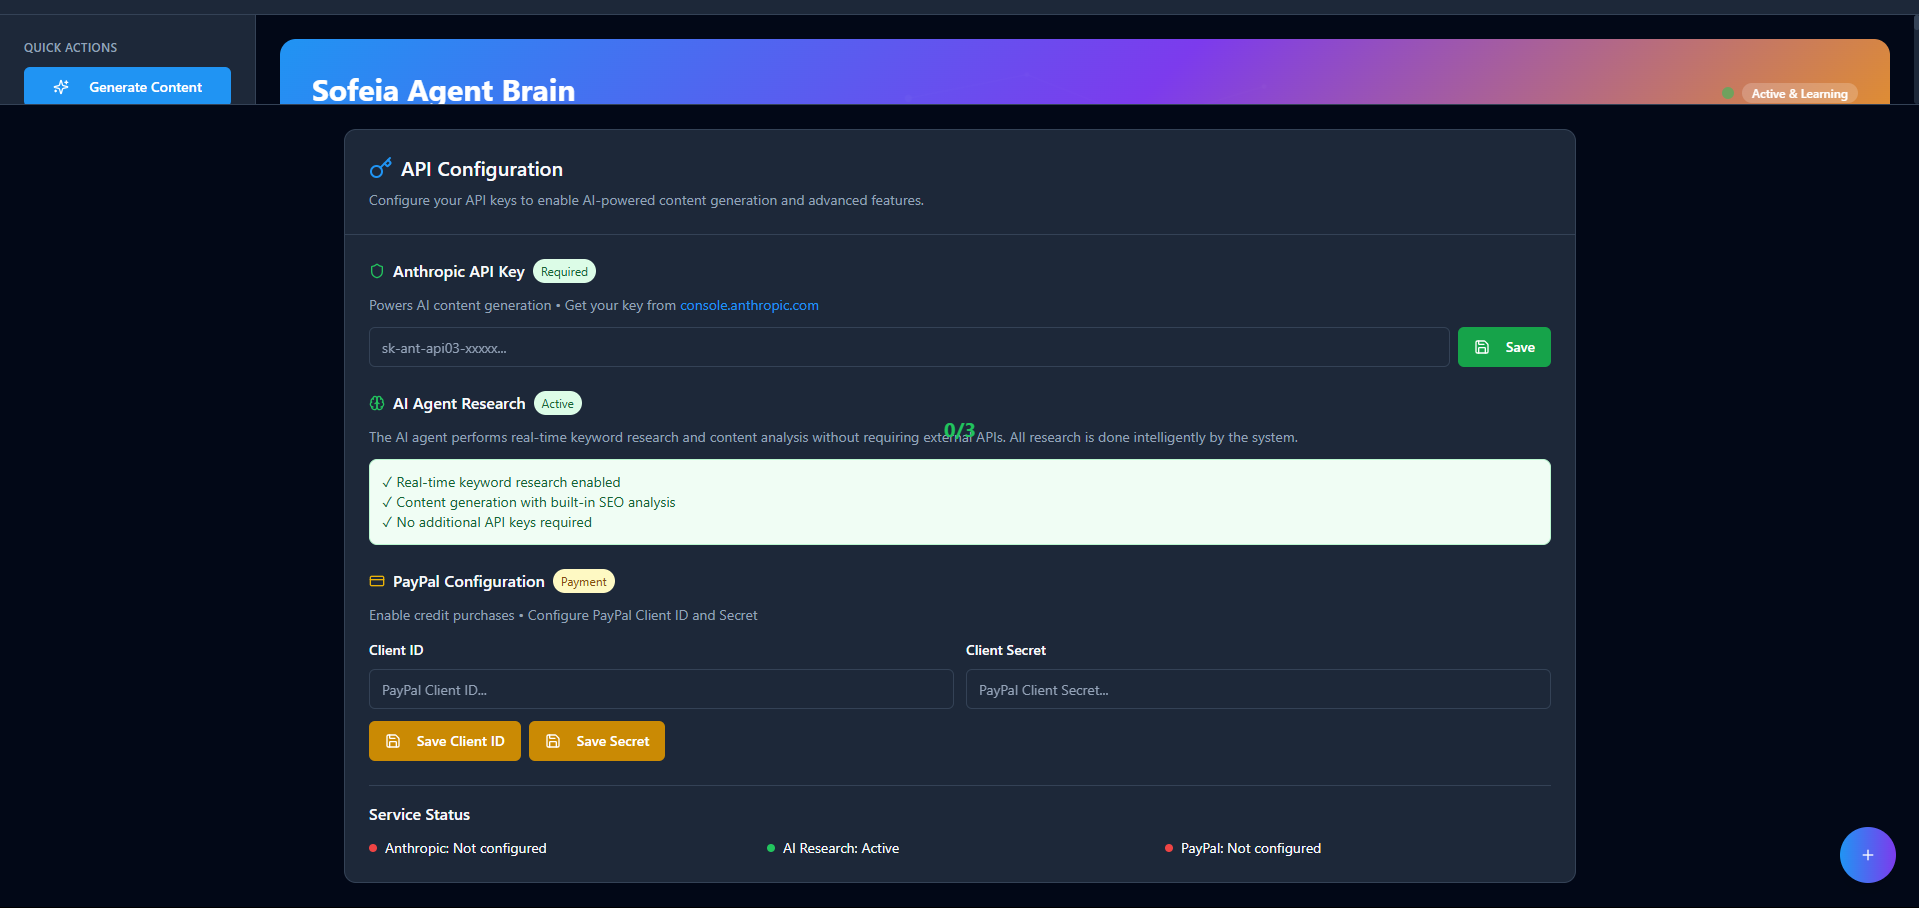 QUICK ACTIONS
Generate Content
Sofeia Agent Brain
Active & Learning
API Configuration
Configure your API keys to enable AI-powered content generation and advanced features.
Anthropic API Key
Required
Powers AI content generation • Get your key from console.anthropic.com
sk-ant-api03-xxxxx...
Save
AI Agent Research
Active
0/3
The AI agent performs real-time keyword research and content analysis without requiring external APIs. All research is done intelligently by the system.
✓ Real-time keyword research enabled
✓ Content generation with built-in SEO analysis
✓ No additional API keys required
PayPal Configuration
Payment
Enable credit purchases • Configure PayPal Client ID and Secret
Client ID
Client Secret
PayPal Client ID...
PayPal Client Secret...
Save Client ID
Save Secret
Service Status
Anthropic: Not configured
AI Research: Active
PayPal: Not configured
+